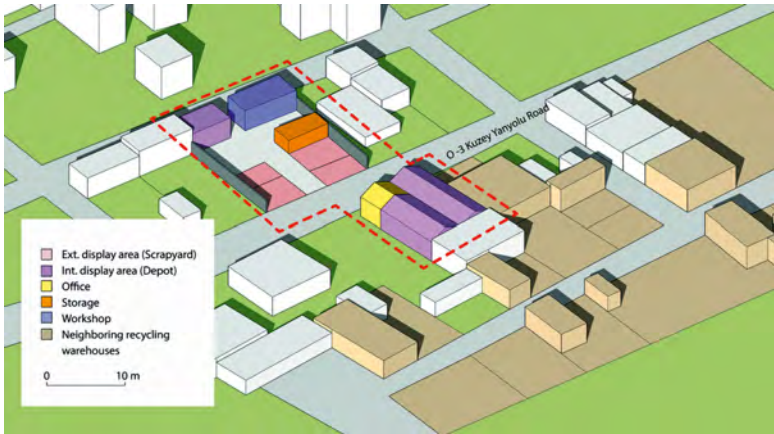 O -3 Kuzey Yanyolu Road
Ext. display area (Scrapyard)
Int. display area (Depot)
Office
Storage
Workshop
Neighboring recycling
warehouses
0 10 m